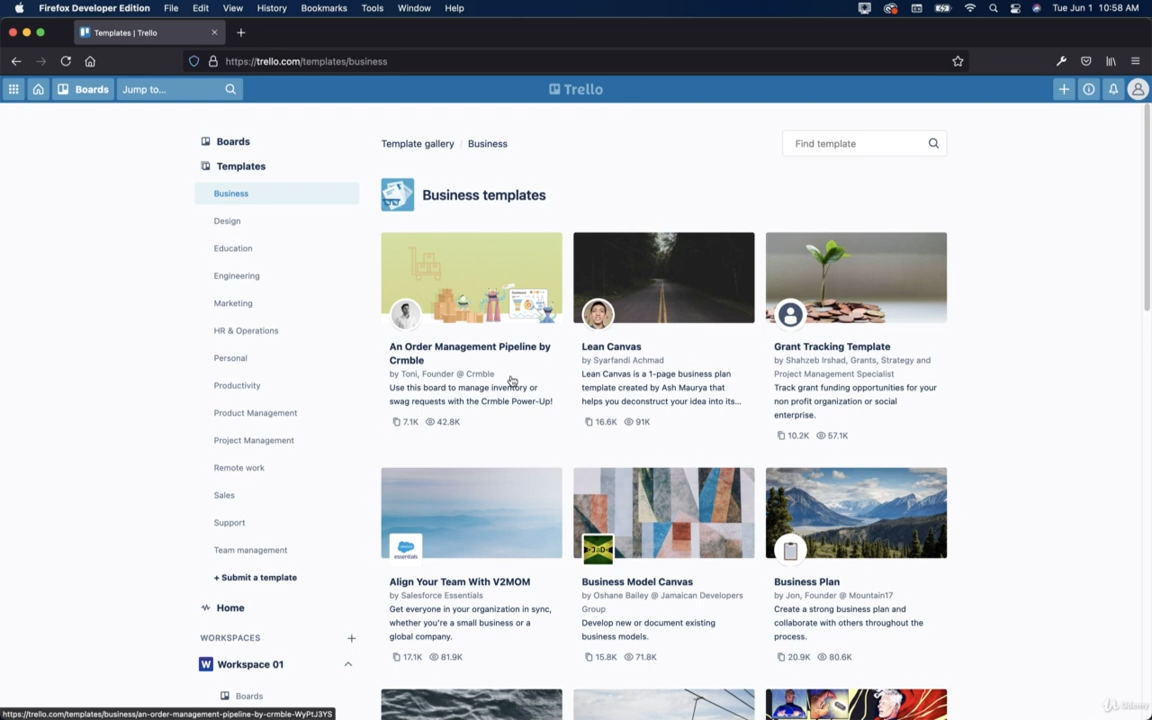 Firefox Developer Edition File Edit View History Bookmarks Tools Window Help Tue Jun 1 10:58 AM
Templates | Trello
https://trello.com/templates/business
Boards Jump to... Trello
Boards
Templates
Business
Design
Education
Engineering
Marketing
HR & Operations
Personal
Productivity
Product Management
Project Management
Remote work
Sales
Support
Team management
+ Submit a template
Home
WORKSPACES
W Workspace 01
Boards
Template gallery / Business
Find template
Business templates
An Order Management Pipeline by
Crmble
by Toni, Founder @ Crmble
Use this board to manage inventory or
swag requests with the Crmble Power-Up!
7.1K 42.8K
Lean Canvas
by Syarfandi Achmad
Lean Canvas is a 1-page business plan
template created by Ash Maurya that
helps you deconstruct your idea into its...
16.6K 91K
Grant Tracking Template
by Shahzeb Irshad, Grants, Strategy and
Project Management Specialist
Track grant funding opportunities for your
non profit organization or social
enterprise.
10.2K 57.1K
essentials
Align Your Team With V2MOM
by Salesforce Essentials
Get everyone in your organization in sync,
whether you're a small business or a
global company.
17.1K 81.9K
Business Model Canvas
by Oshane Bailey @ Jamaican Developers
Group
Develop new or document existing
business models.
15.8K 71.8K
Business Plan
by Jon, Founder @ Mountain17
Create a strong business plan and
collaborate with others throughout the
process.
20.9K 80.6K
https://trello.com/templates/business/an-order-management-pipeline-by-crmble-WyPtJ3YS
Udemy